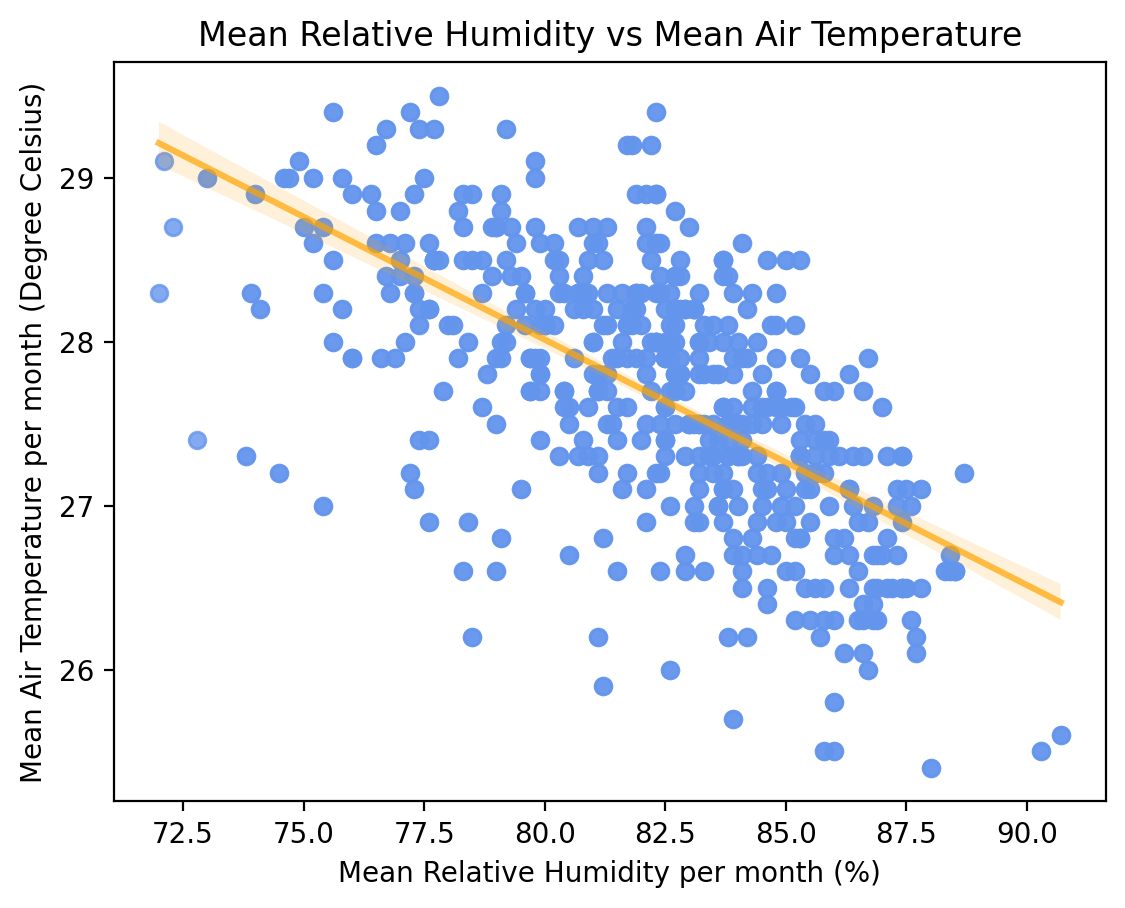 Mean Relative Humidity vs Mean Air Temperature
Mean Air Temperature per month (Degree Celsius)
29
28
27
26
72.5 75.0 77.5 80.0 82.5 85.0 87.5 90.0
Mean Relative Humidity per month (%)